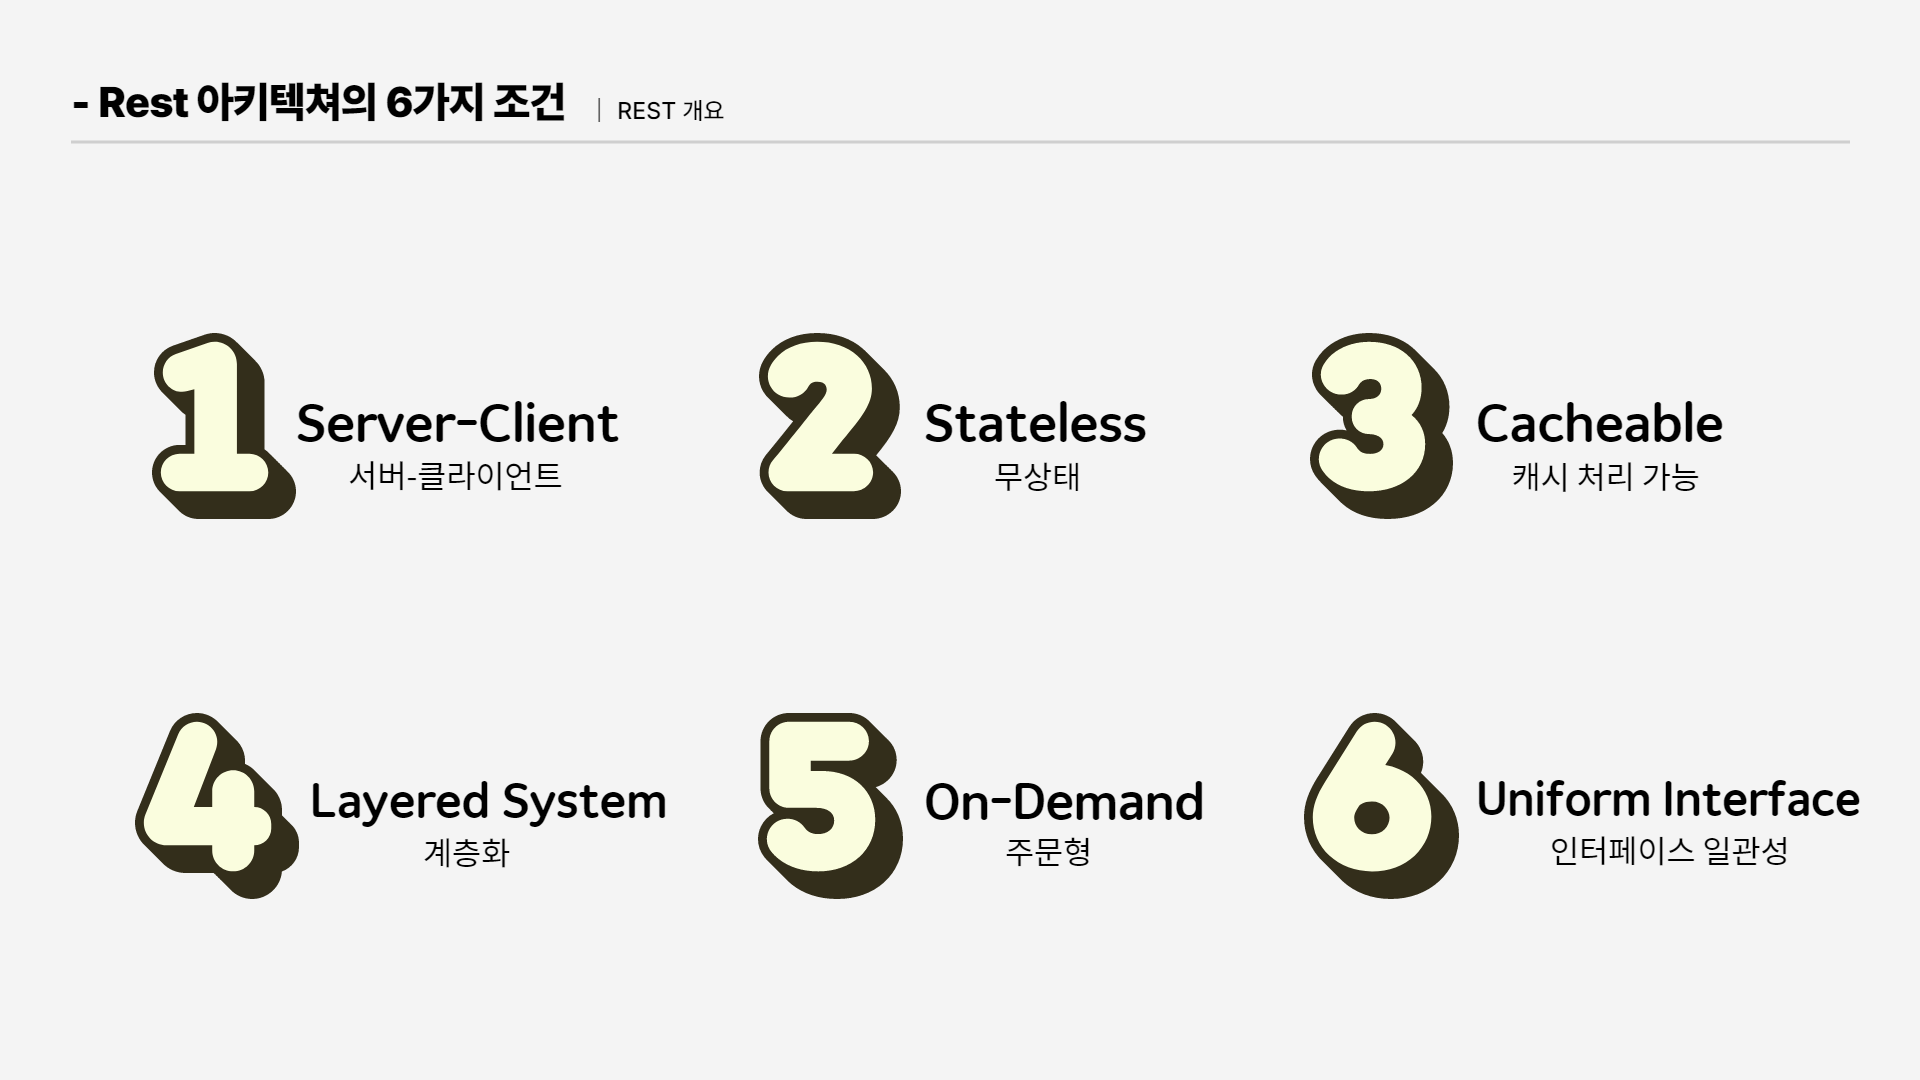 - Rest 아키텍쳐의 6가지 조건 | REST 개요
1 Server-Client
서버-클라이언트
2 Stateless
무상태
3 Cacheable
캐시 처리 가능
4 Layered System
계층화
5 On-Demand
주문형
6 Uniform Interface
인터페이스 일관성